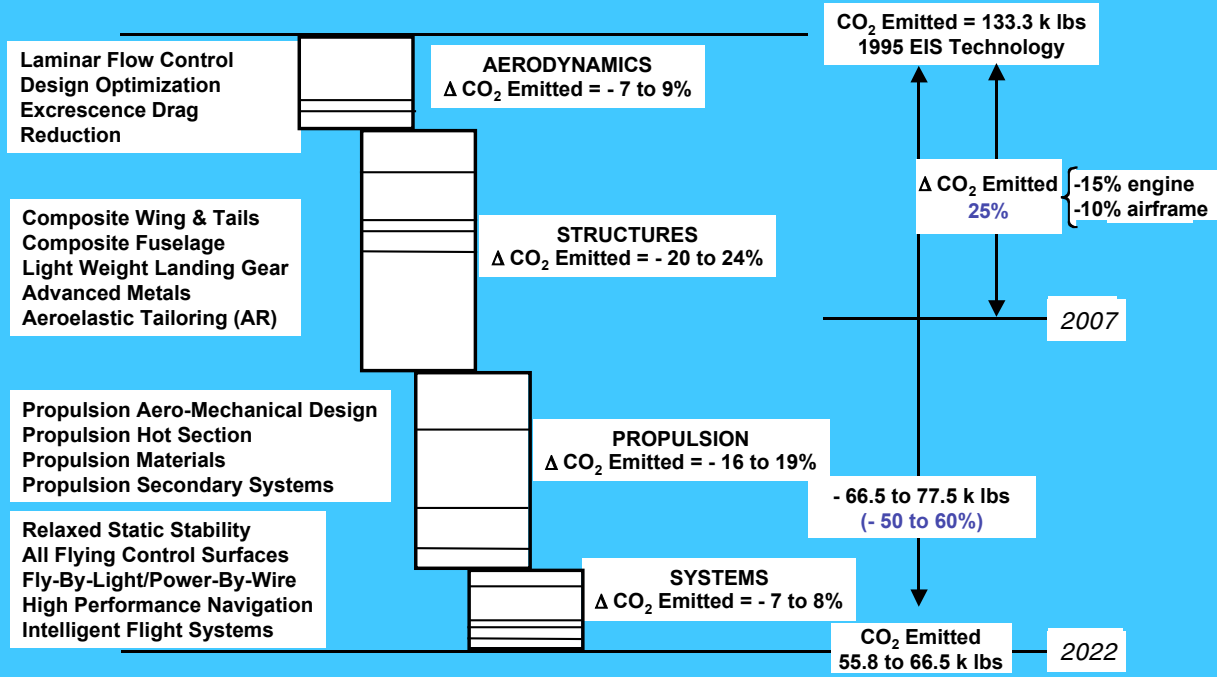 CO₂ Emitted = 133.3 k lbs
1995 EIS Technology
Laminar Flow Control
Design Optimization
Excrescence Drag
Reduction
AERODYNAMICS
Δ CO₂ Emitted = - 7 to 9%
Δ CO₂ Emitted
25%
-15% engine
-10% airframe
Composite Wing & Tails
Composite Fuselage
Light Weight Landing Gear
Advanced Metals
Aeroelastic Tailoring (AR)
STRUCTURES
Δ CO₂ Emitted = - 20 to 24%
2007
Propulsion Aero-Mechanical Design
Propulsion Hot Section
Propulsion Materials
Propulsion Secondary Systems
PROPULSION
Δ CO₂ Emitted = - 16 to 19%
- 66.5 to 77.5 k lbs
(- 50 to 60%)
Relaxed Static Stability
All Flying Control Surfaces
Fly-By-Light/Power-By-Wire
High Performance Navigation
Intelligent Flight Systems
SYSTEMS
Δ CO₂ Emitted = - 7 to 8%
CO₂ Emitted
55.8 to 66.5 k lbs
2022